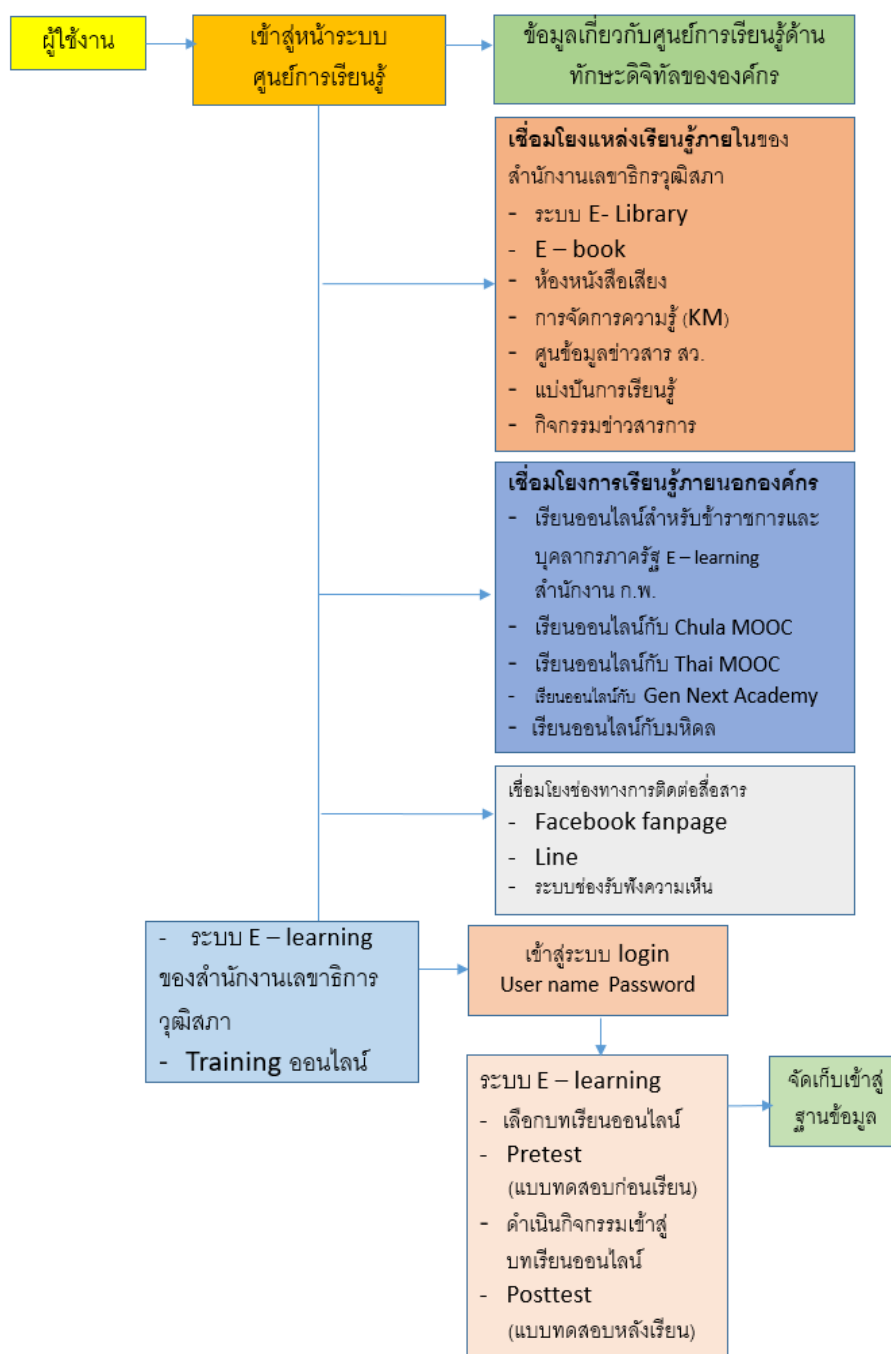 ผู้ใช้งาน
เข้าสู่หน้าระบบ
ศูนย์การเรียนรู้
ข้อมูลเกี่ยวกับศูนย์การเรียนรู้ด้าน
ทักษะดิจิทัลขององค์กร
เชื่อมโยงแหล่งเรียนรู้ภายในของ
สำนักงานเลขาธิกรวุฒิสภา
- ระบบ E- Library
- E – book
- ห้องหนังสือเสียง
- การจัดการความรู้ (KM)
- ศูนข้อมูลข่าวสาร สว.
- แบ่งปันการเรียนรู้
- กิจกรรมข่าวสารการ
เชื่อมโยงการเรียนรู้ภายนอกองค์กร
- เรียนออนไลน์สำหรับข้าราชการและ
บุคลากรภาครัฐ E – learning
สำนักงาน ก.พ.
- เรียนออนไลน์กับ Chula MOOC
- เรียนออนไลน์กับ Thai MOOC
- เรียนออนไลน์กับ Gen Next Academy
- เรียนออนไลน์กับมหิดล
เชื่อมโยงช่องทางการติดต่อสื่อสาร
- Facebook fanpage
- Line
- ระบบช่องรับฟังความเห็น
- ระบบ E – learning
ของสำนักงานเลขาธิการ
วุฒิสภา
- Training ออนไลน์
เข้าสู่ระบบ login
User name Password
ระบบ E – learning
- เลือกบทเรียนออนไลน์
- Pretest
(แบบทดสอบก่อนเรียน)
- ดำเนินกิจกรรมเข้าสู่
บทเรียนออนไลน์
- Posttest
(แบบทดสอบหลังเรียน)
จัดเก็บเข้าสู่
ฐานข้อมูล